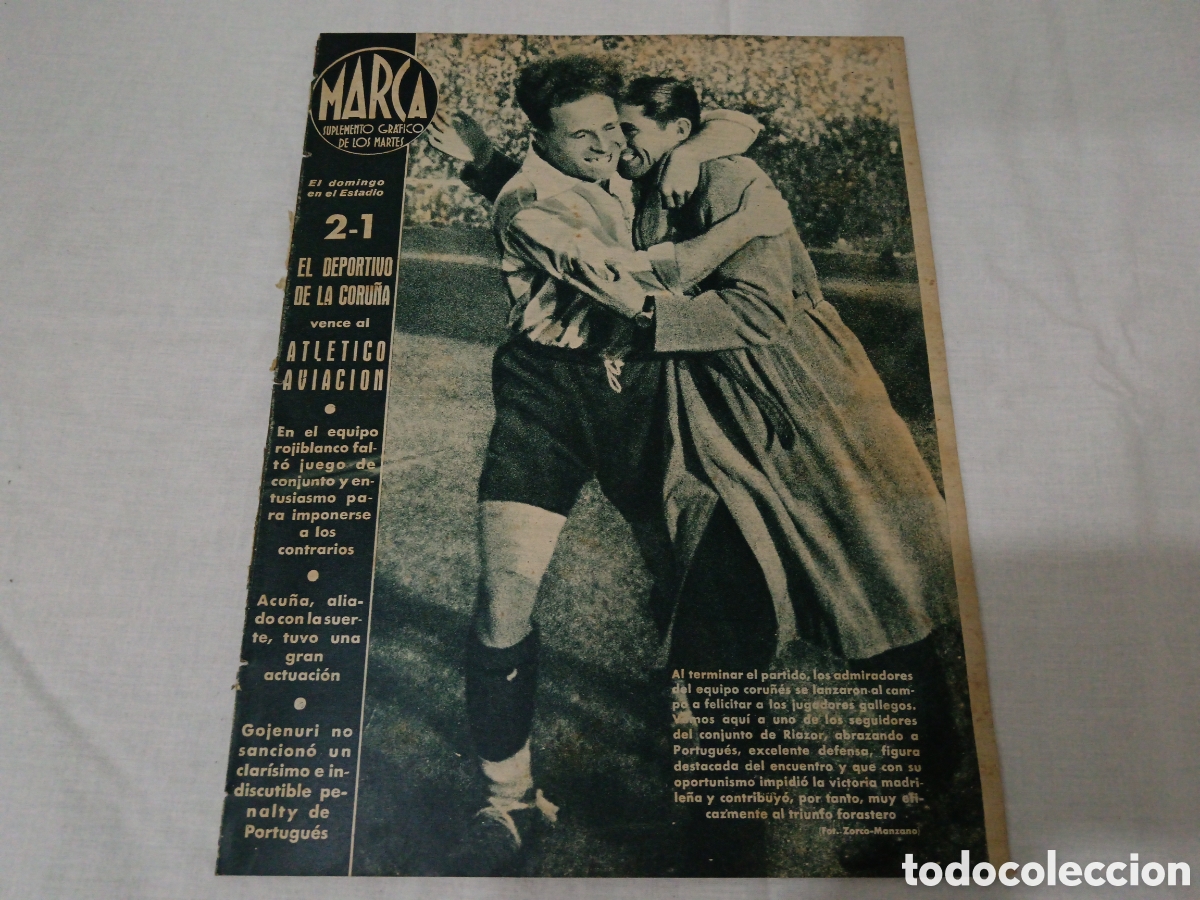 MARCA
SUPLEMENTO GRÁFICO
DE LOS MARTES
El domingo
en el Estadio
2-1
EL DEPORTIVO
DE LA CORUÑA
vence al
ATLETICO
AVIACION
En el equipo
rojiblanco fal-
tó juego de
conjunto y en-
tusiasmo pa-
ra imponerse
a los
contrarios
Acuña, alia-
do con la suer-
te, tuvo una
gran
actuación
Gojenuri no
sancionó un
clarísimo e in-
discutible pe-
nalty de
Portugués
Al terminar el partido, los admiradores
del equipo coruñés se lanzaron al cam-
po a felicitar a los jugadores gallegos.
Vemos aquí a uno de los seguidores
del conjunto de Riazor, abrazando a
Portugués, excelente defensa, figura
destacada del encuentro y que con su
oportunismo impidió la victoria madri-
leña y contribuyó, por tanto, muy efi-
cazmente al triunfo forastero
(Fot. Zarco-Manzano)
todocoleccion